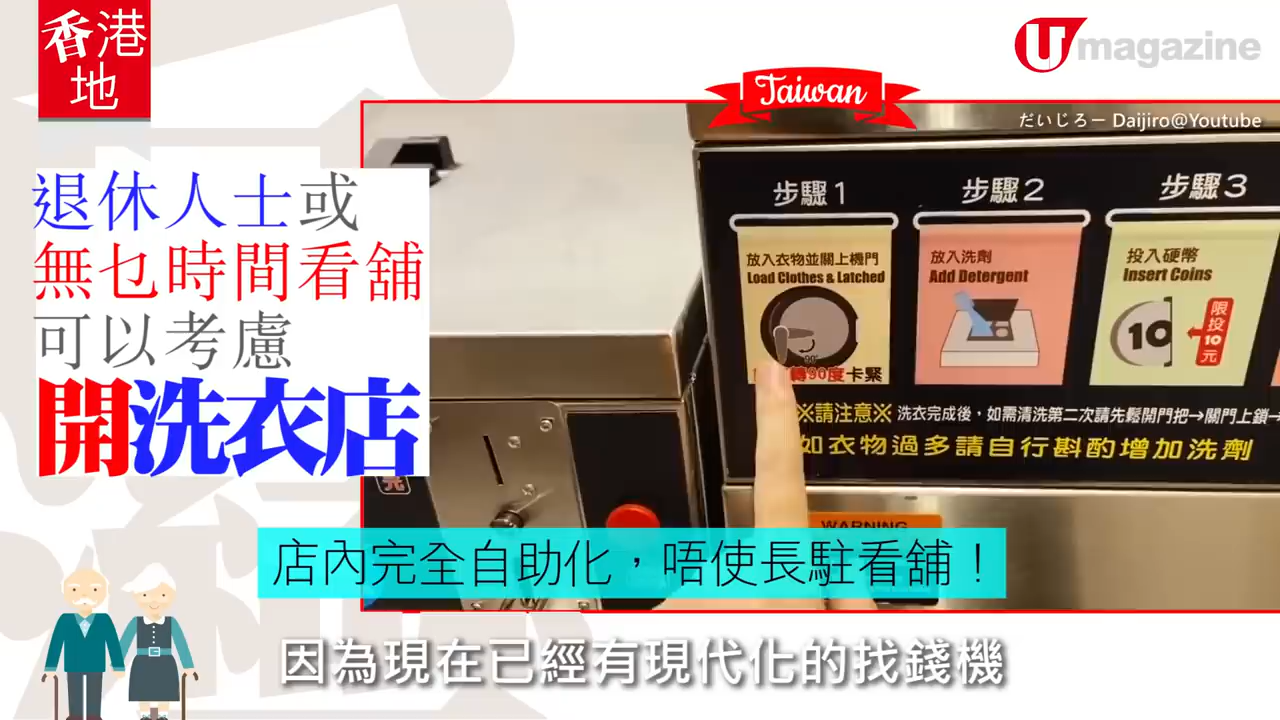 香港
地
U magazine
Taiwan
だいじろー Daijiro@Youtube
退休人士或
無乜時間看舖
可以考慮
開洗衣店
步驟1
放入衣物並關上機門
Load Clothes & Latched
轉90度卡緊
步驟2
放入洗劑
Add Detergent
步驟3
投入硬幣
Insert Coins
10
限投10元
※請注意※ 洗衣完成後，如需清洗第二次請先鬆開門把→關門上鎖→
如衣物過多請自行斟酌增加洗劑
元
WARNING
店內完全自助化，唔使長駐看舖！
因為現在已經有現代化的找錢機